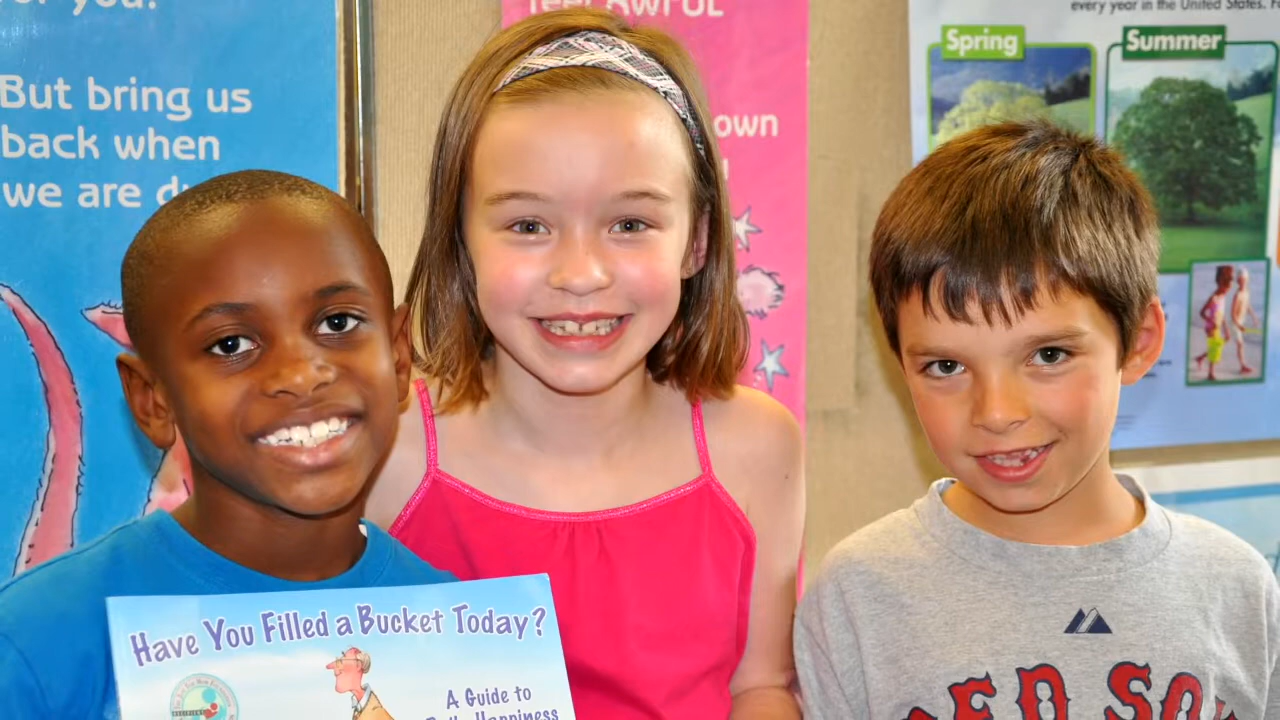 But bring us
back when
we are
own
every year in the United States.
Spring
Summer
Have You Filled a Bucket Today?
A Guide to
Happiness
RED SO